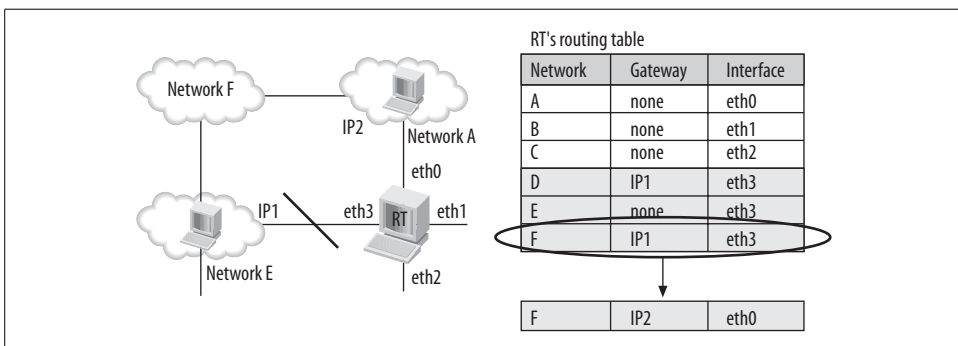 RT's routing table
Network Gateway Interface
A none eth0
B none eth1
C none eth2
D IP1 eth3
E none eth3
F IP1 eth3
F IP2 eth0
Network F
IP2
Network A
eth0
IP1
eth3
RT
eth1
Network E
eth2